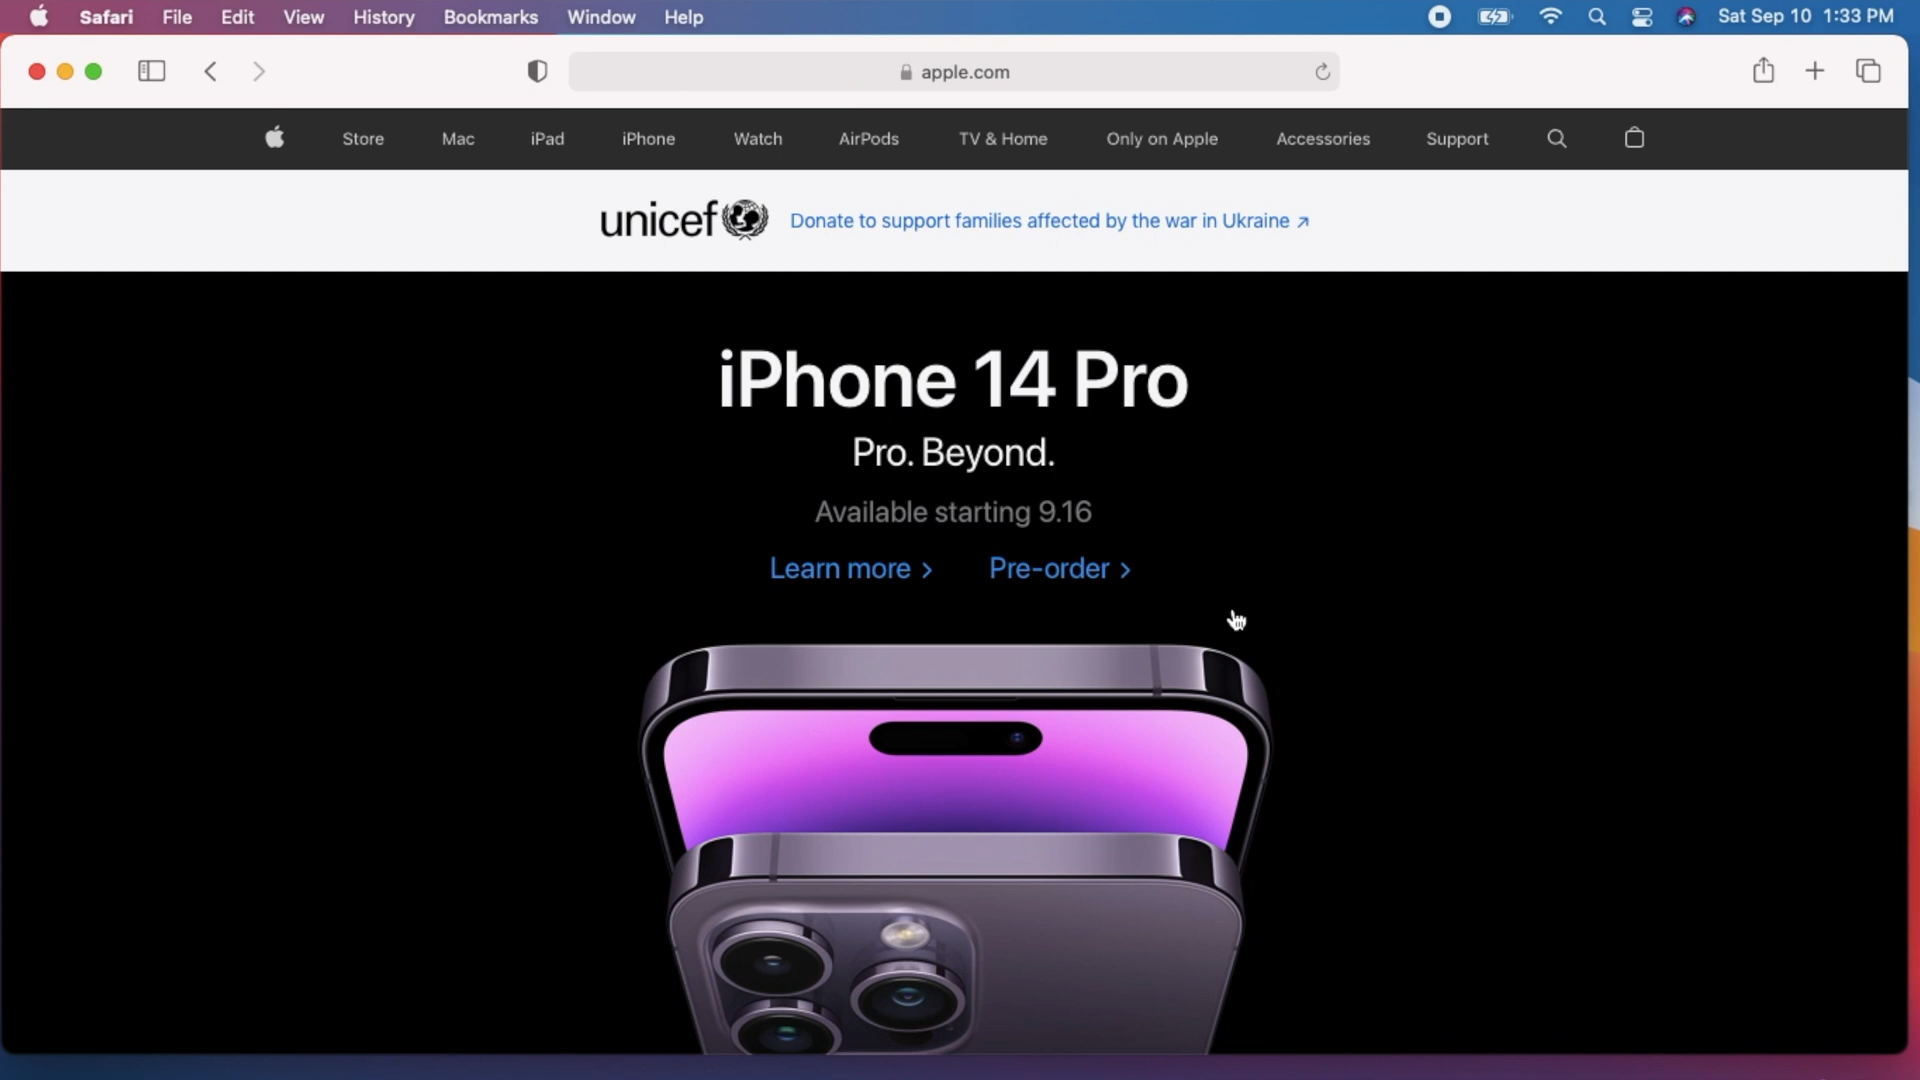 Safari File Edit View History Bookmarks Window Help Sat Sep 10 1:33 PM
apple.com
Store Mac iPad iPhone Watch AirPods TV & Home Only on Apple Accessories Support
unicef Donate to support families affected by the war in Ukraine ↗
iPhone 14 Pro
Pro. Beyond.
Available starting 9.16
Learn more > Pre-order >